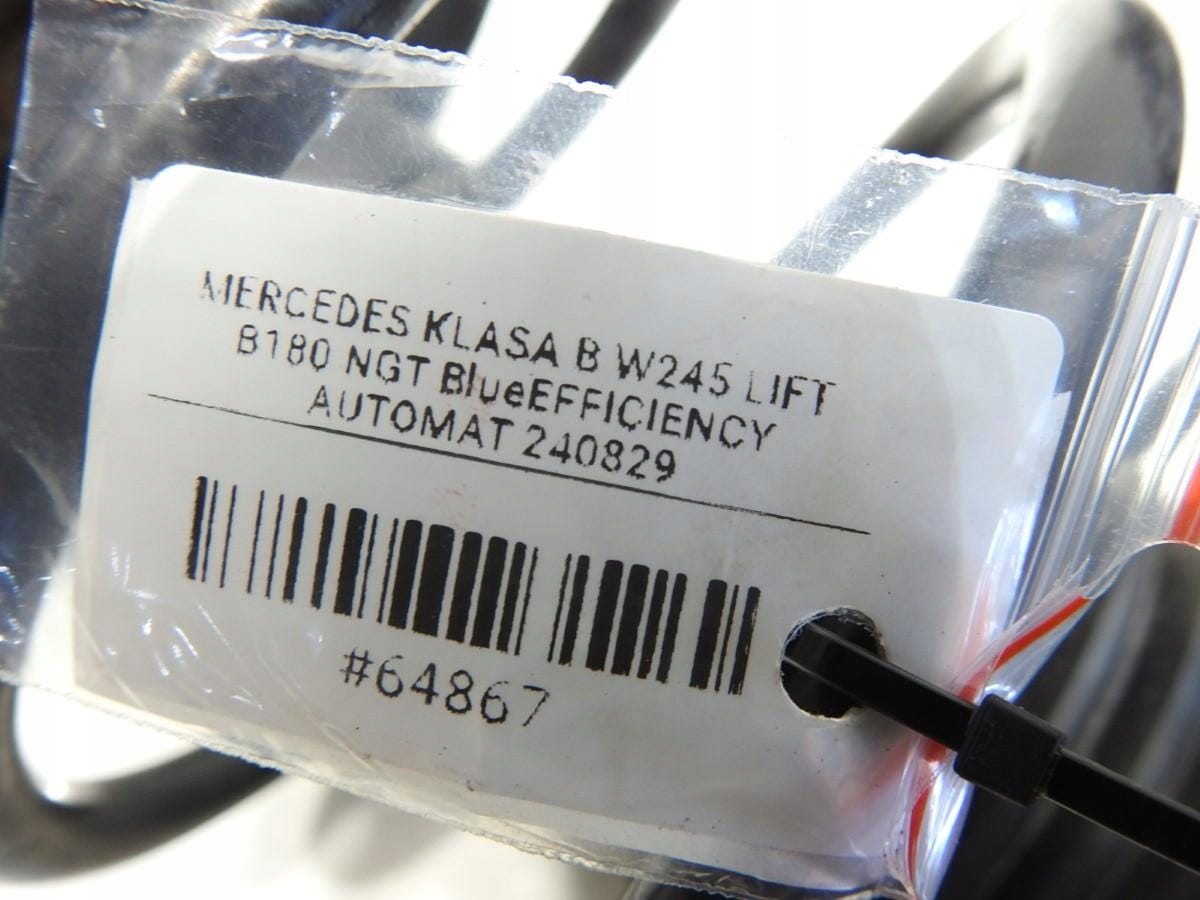 MERCEDES KLASA B W245 LIFT
B180 NGT BlueEFFICIENCY
AUTOMAT 240829
#64867